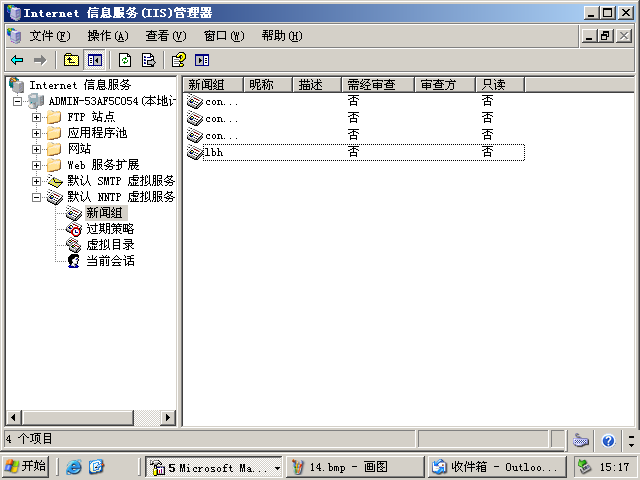 Internet 信息服务(IIS)管理器
文件(F) 操作(A) 查看(V) 窗口(W) 帮助(H)
Internet 信息服务
ADMIN-53AF5C054(本地计
FTP 站点
应用程序池
网站
Web 服务扩展
默认 SMTP 虚拟服务
默认 NNTP 虚拟服务
新闻组
过期策略
虚拟目录
当前会话
新闻组 昵称 描述 需经审查 审查方 只读
con... 否 否
con... 否 否
con... 否 否
lbh 否 否
4 个项目
开始 5 Microsoft Ma... 14.bmp - 画图 收件箱 - Outloo... 15:17